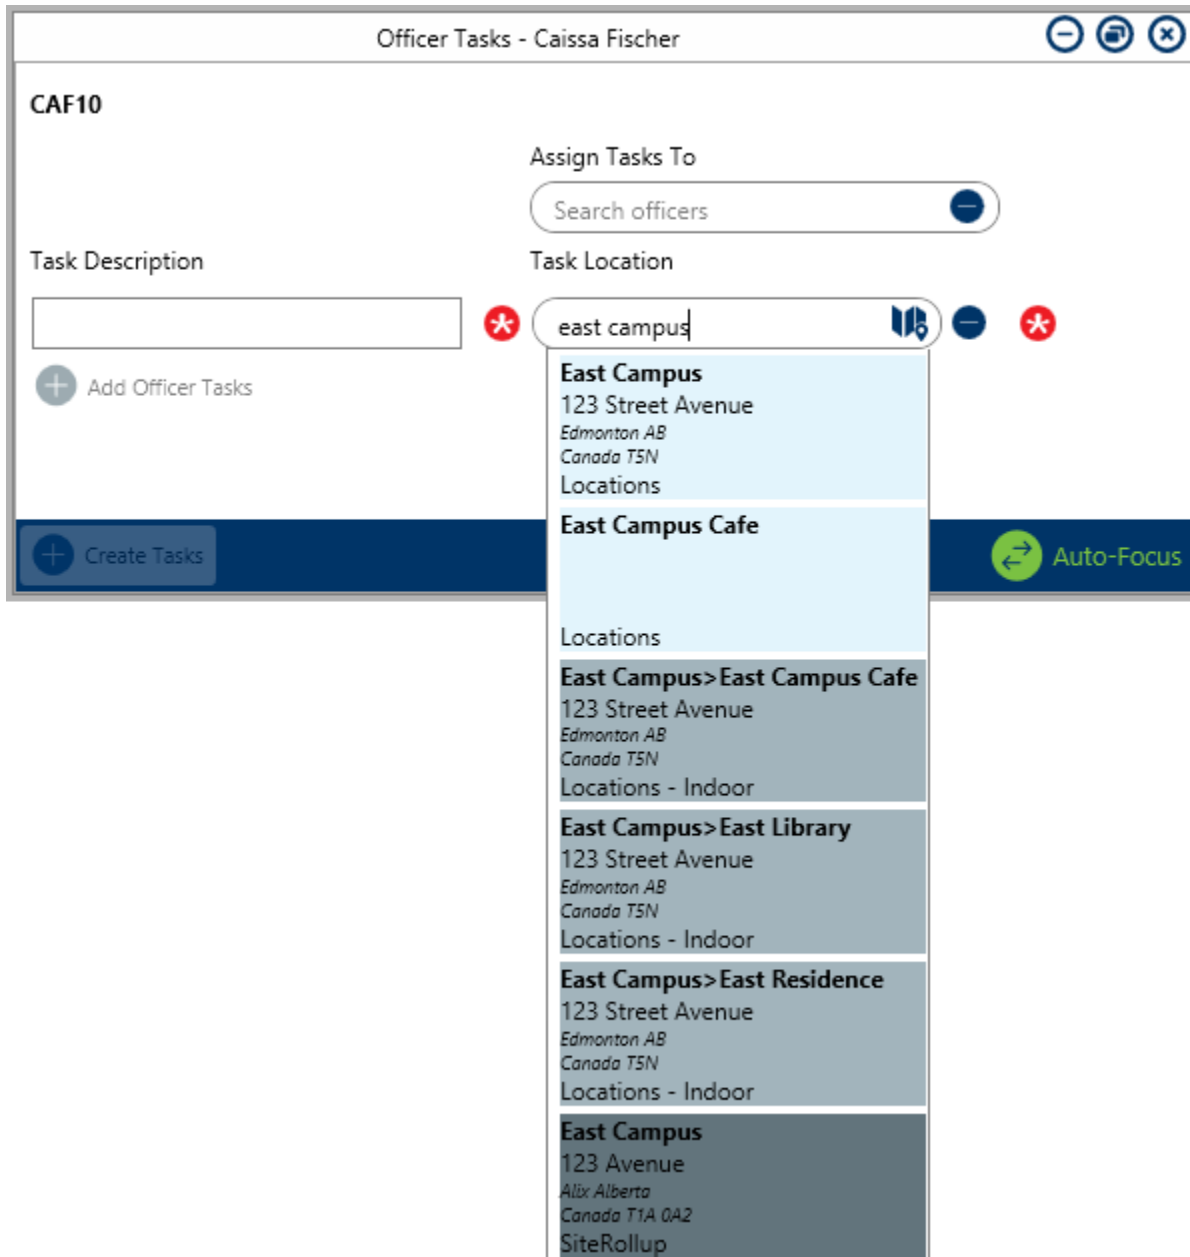 Officer Tasks - Caissa Fischer
CAF10
Assign Tasks To
Search officers
Task Description
Task Location
east campus
Add Officer Tasks
East Campus
123 Street Avenue
Edmonton AB
Canada T5N
Locations
East Campus Cafe
Locations
Create Tasks
Auto-Focus
East Campus>East Campus Cafe
123 Street Avenue
Edmonton AB
Canada T5N
Locations - Indoor
East Campus>East Library
123 Street Avenue
Edmonton AB
Canada T5N
Locations - Indoor
East Campus>East Residence
123 Street Avenue
Edmonton AB
Canada T5N
Locations - Indoor
East Campus
123 Avenue
Alix Alberta
Canada T1A 0A2
SiteRollup